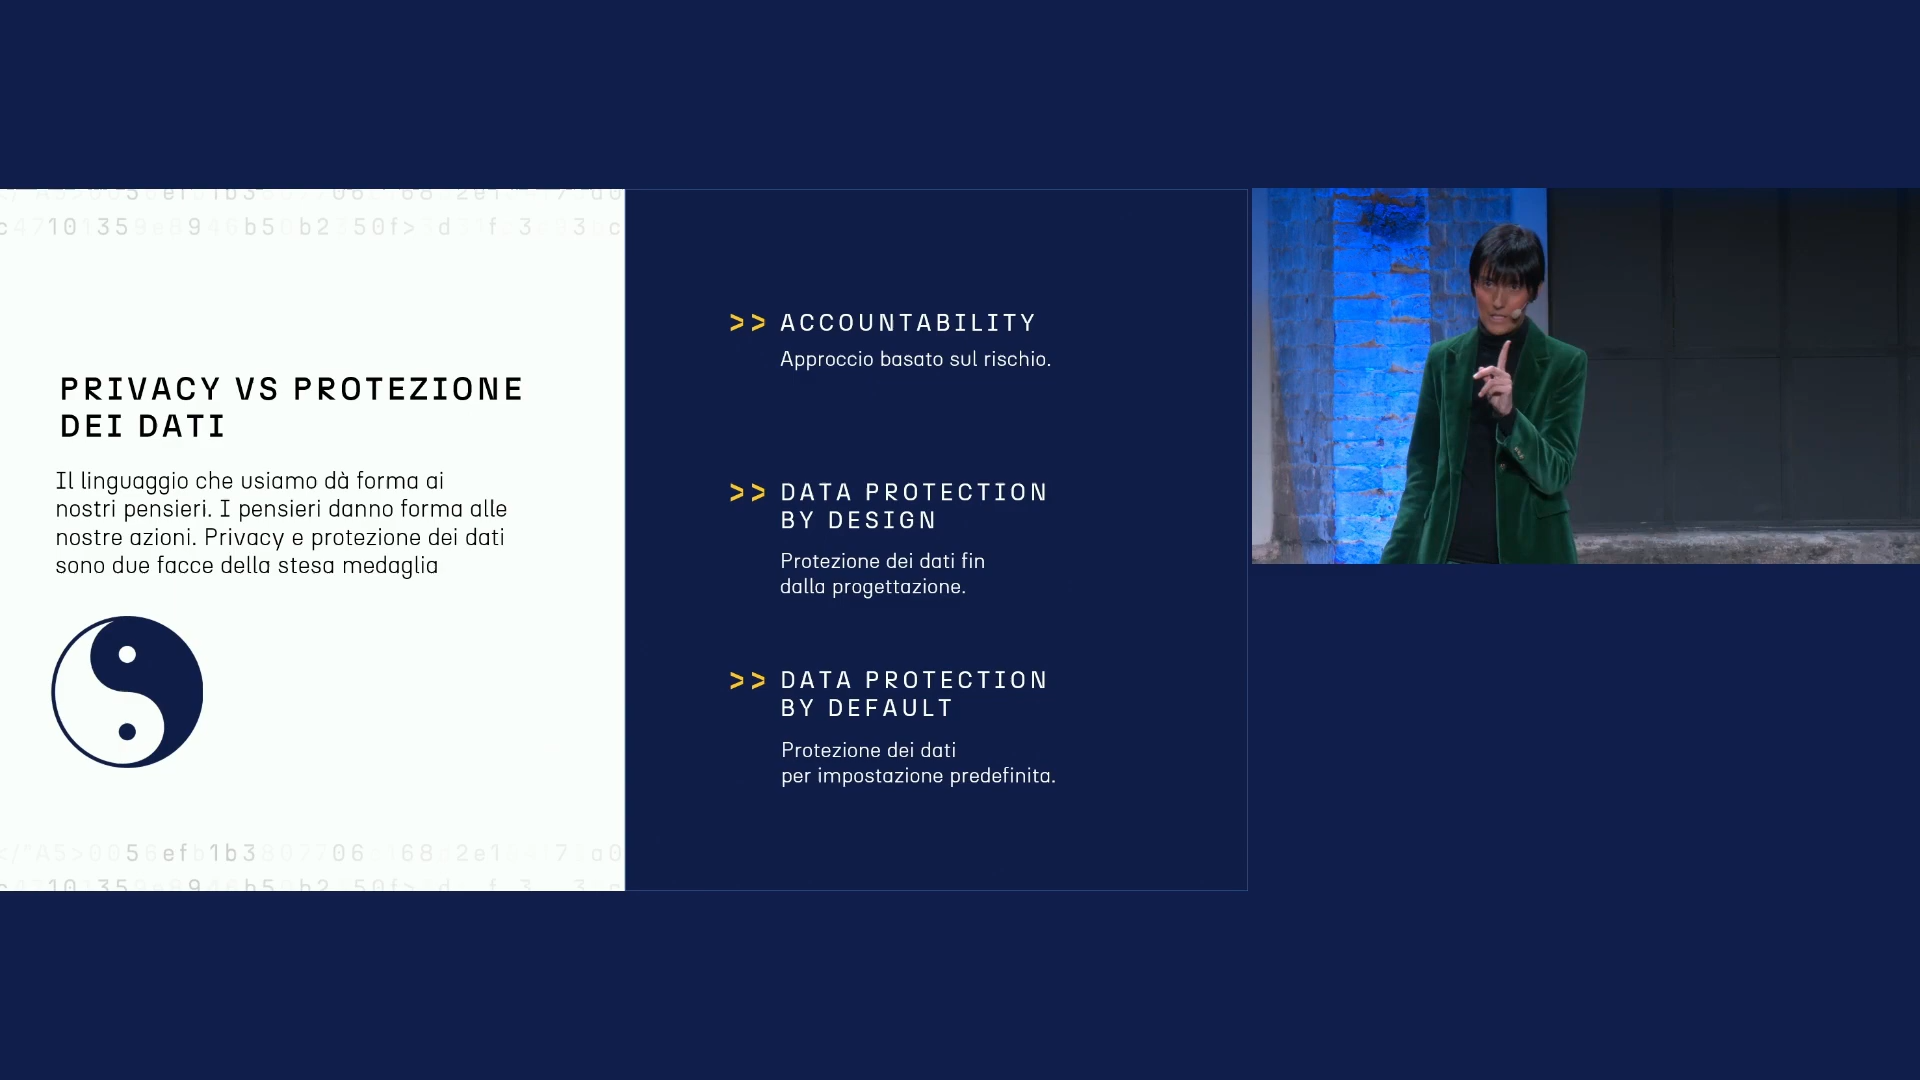 PRIVACY VS PROTEZIONE
DEI DATI
Il linguaggio che usiamo dà forma ai
nostri pensieri. I pensieri danno forma alle
nostre azioni. Privacy e protezione dei dati
sono due facce della stesa medaglia
>> ACCOUNTABILITY
Approccio basato sul rischio.
>> DATA PROTECTION
BY DESIGN
Protezione dei dati fin
dalla progettazione.
>> DATA PROTECTION
BY DEFAULT
Protezione dei dati
per impostazione predefinita.